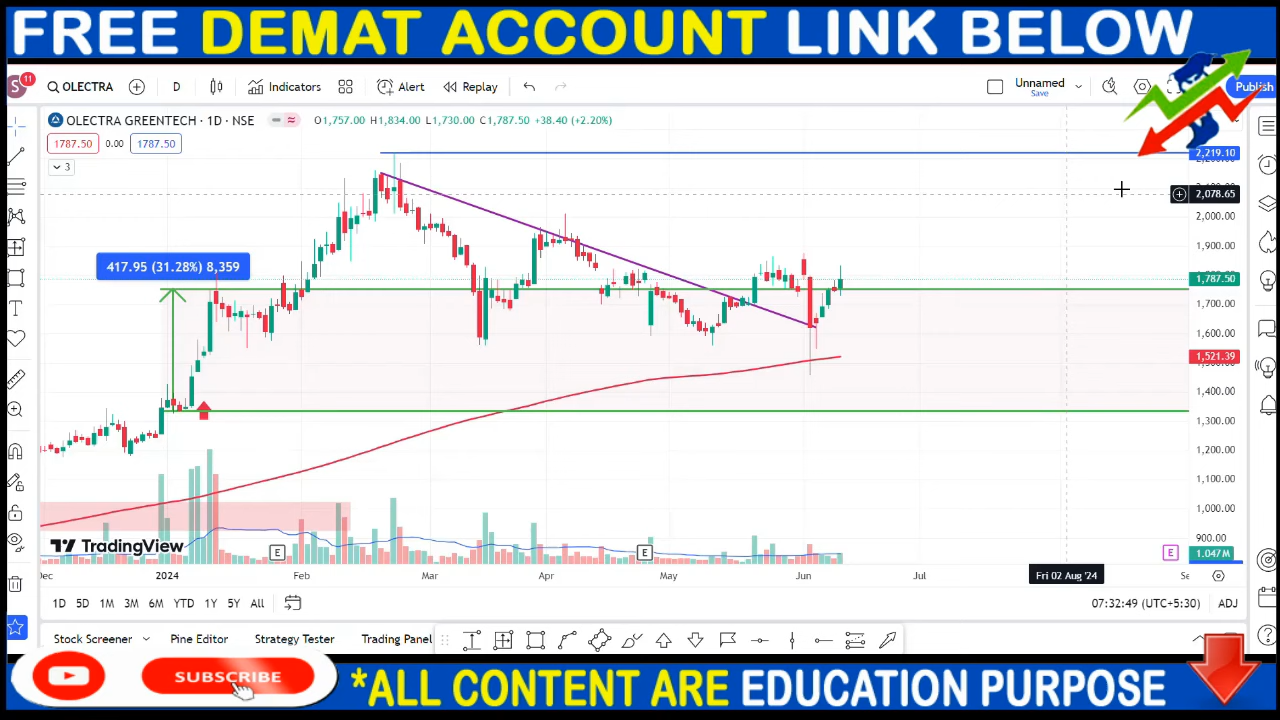 FREE DEMAT ACCOUNT LINK BELOW
S 11 OLECTRA D Indicators Alert Replay Unnamed Save Publish
OLECTRA GREENTECH · 1D · NSE O1,757.00 H1,834.00 L1,730.00 C1,787.50 +38.40 (+2.20%)
1787.50 0.00 1787.50
3
2,219.10
2,078.65
2,000.00
1,900.00
417.95 (31.28%) 8,359
1,787.50
1,700.00
1,600.00
1,521.39
1,400.00
1,300.00
1,200.00
1,100.00
1,000.00
900.00
TradingView E E E 1.047M
Dec 2024 Feb Mar Apr May Jun Jul Fri 02 Aug '24 Se
1D 5D 1M 3M 6M YTD 1Y 5Y All 07:32:49 (UTC+5:30) ADJ
Stock Screener Pine Editor Strategy Tester Trading Panel
SUBSCRIBE
*ALL CONTENT ARE EDUCATION PURPOSE